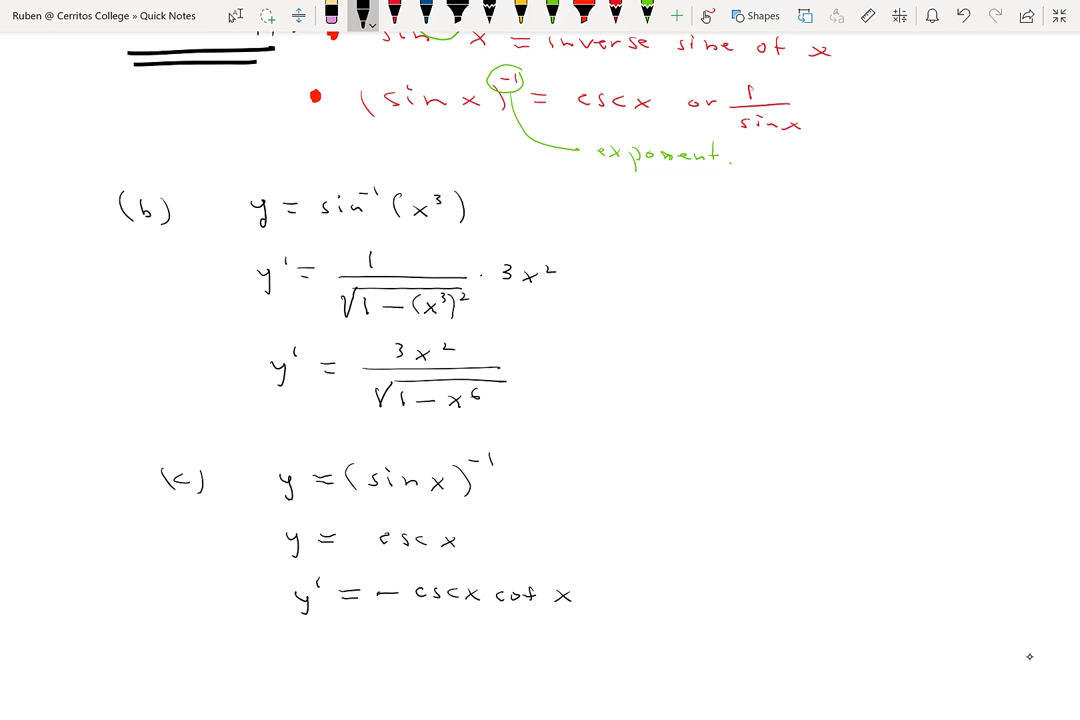 Ruben @ Cerritos College » Quick Notes
Shapes
• sin x = inverse sine of x
• (sin x)^-1 = csc x or 1/sin x
exponent.
(b) y = sin^-1 (x^3)
y' = 1/√(1 - (x^3)^2) · 3x^2
y' = 3x^2/√(1 - x^6)
(c) y = (sin x)^-1
y = csc x
y' = - csc x cot x